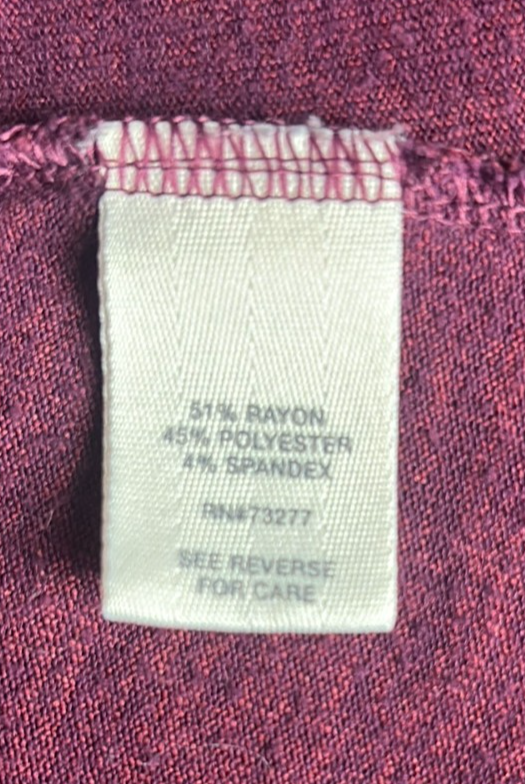 51% RAYON
45% POLYESTER
4% SPANDEX
RN#73277
SEE REVERSE
FOR CARE